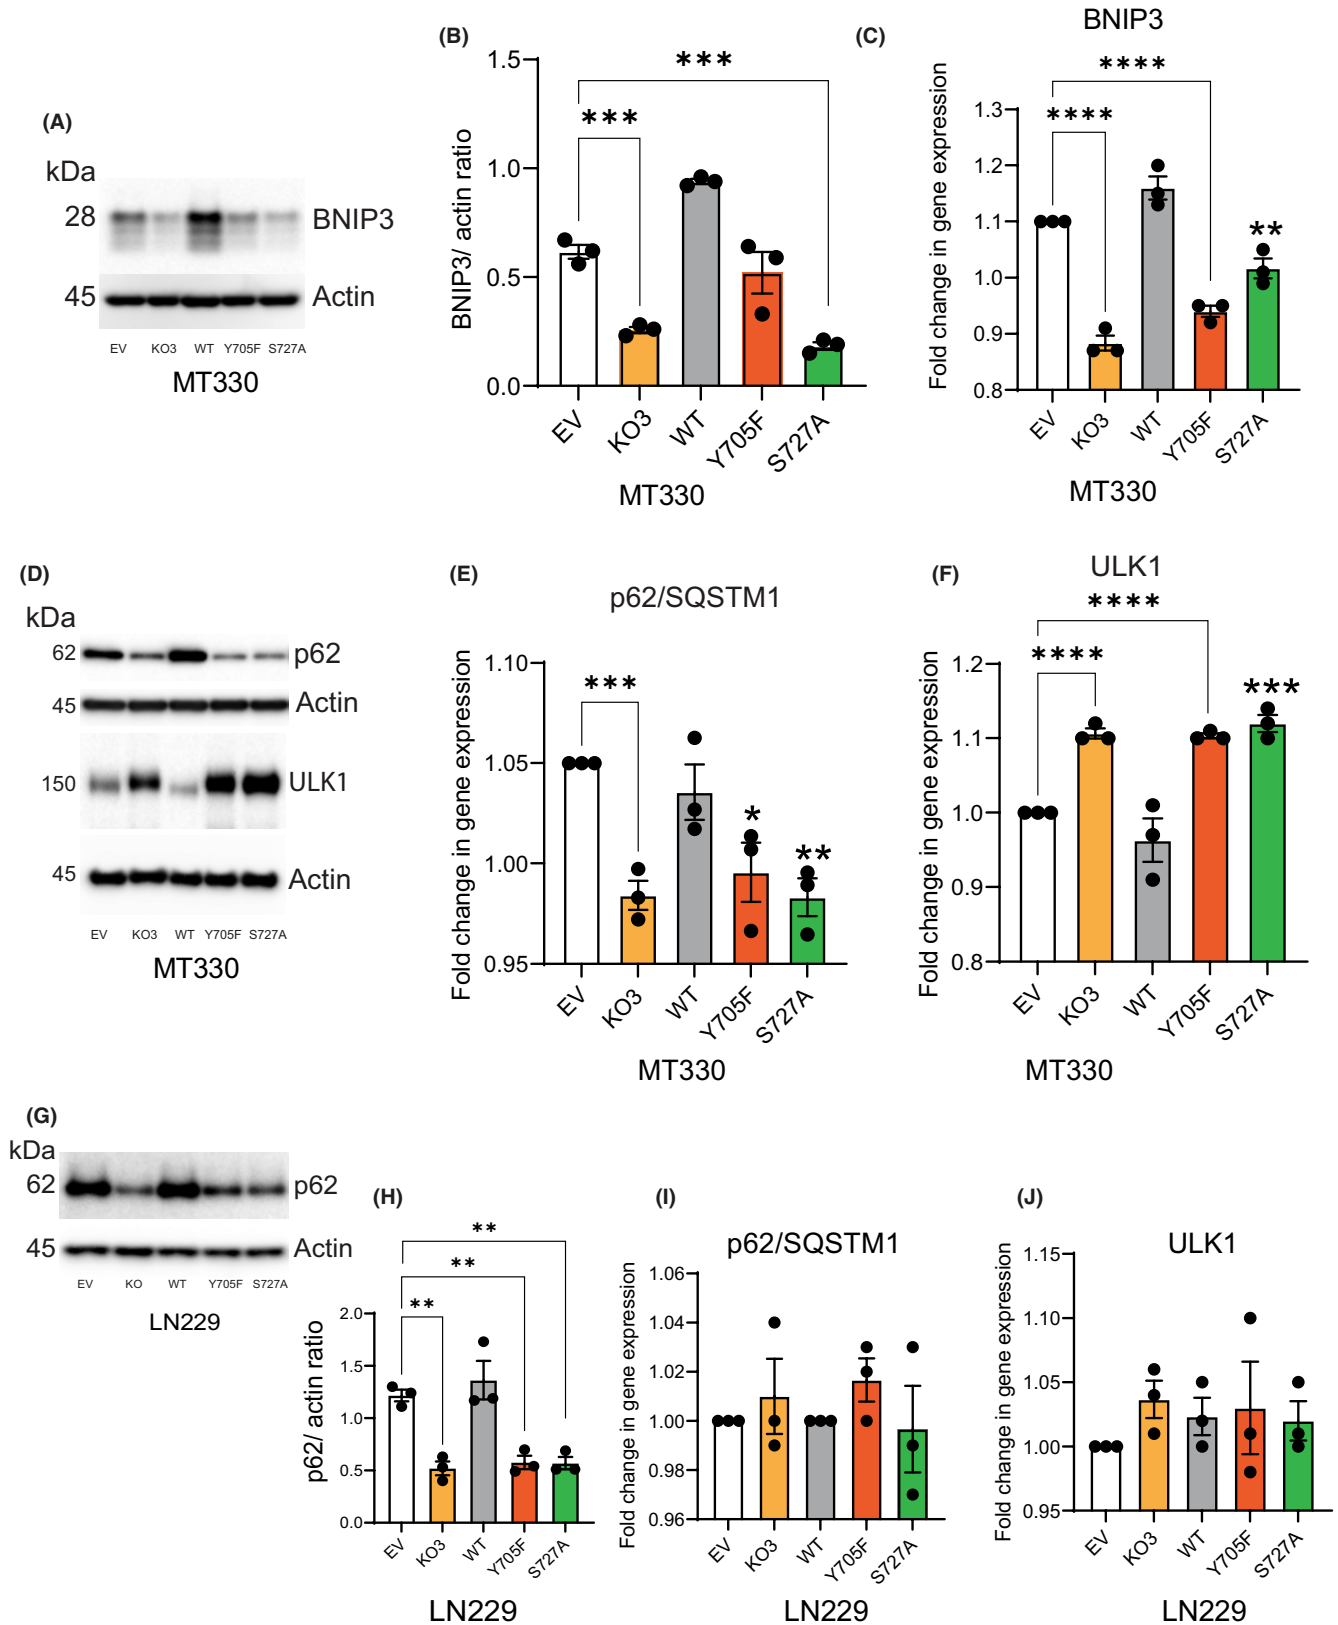 (A)
kDa
28
BNIP3
45
Actin
EV KO3 WT Y705F S727A
MT330
(B)
BNIP3/ actin ratio
1.5
1.0
0.5
0.0
***
***
EV KO3 WT Y705F S727A
MT330
(C)
BNIP3
Fold change in gene expression
1.3
1.2
1.1
1.0
0.9
0.8
****
****
**
EV KO3 WT Y705F S727A
MT330
(D)
kDa
62
p62
45
Actin
150
ULK1
45
Actin
EV KO3 WT Y705F S727A
MT330
(E)
p62/SQSTM1
Fold change in gene expression
1.10
1.05
1.00
0.95
***
*
**
EV KO3 WT Y705F S727A
MT330
(F)
ULK1
Fold change in gene expression
1.2
1.1
1.0
0.9
0.8
****
****
***
EV KO3 WT Y705F S727A
MT330
(G)
kDa
62
p62
45
Actin
EV KO WT Y705F S727A
LN229
(H)
p62/ actin ratio
2.0
1.5
1.0
0.5
0.0
**
**
**
EV KO3 WT Y705F S727A
LN229
(I)
p62/SQSTM1
Fold change in gene expression
1.06
1.04
1.02
1.00
0.98
0.96
EV KO3 WT Y705F S727A
LN229
(J)
ULK1
Fold change in gene expression
1.15
1.10
1.05
1.00
0.95
EV KO3 WT Y705F S727A
LN229